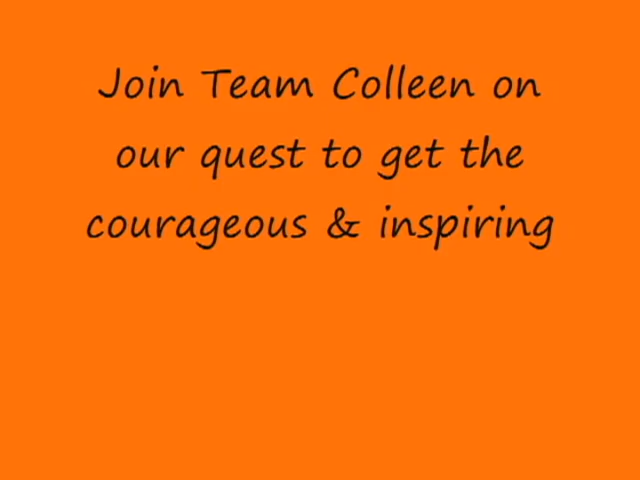 Join Team Colleen on
our quest to get the
courageous & inspiring